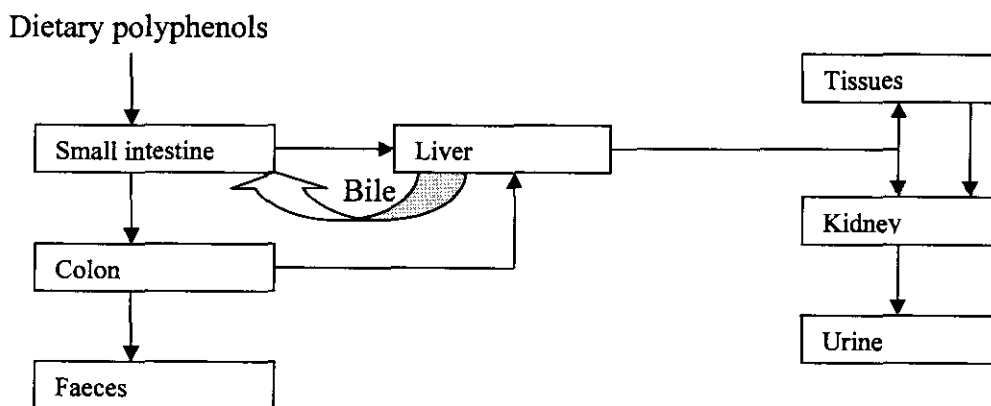 Dietary polyphenols
Tissues
Small intestine
Liver
Bile
Kidney
Colon
Urine
Faeces